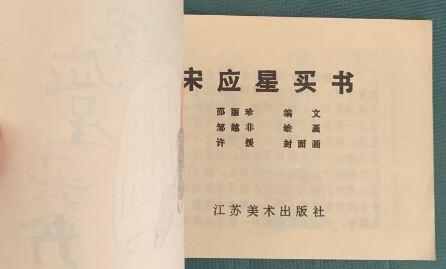 宋应星买书
邵丽珍 编文
邹越非 绘画
许援 封面画
江苏美术出版社